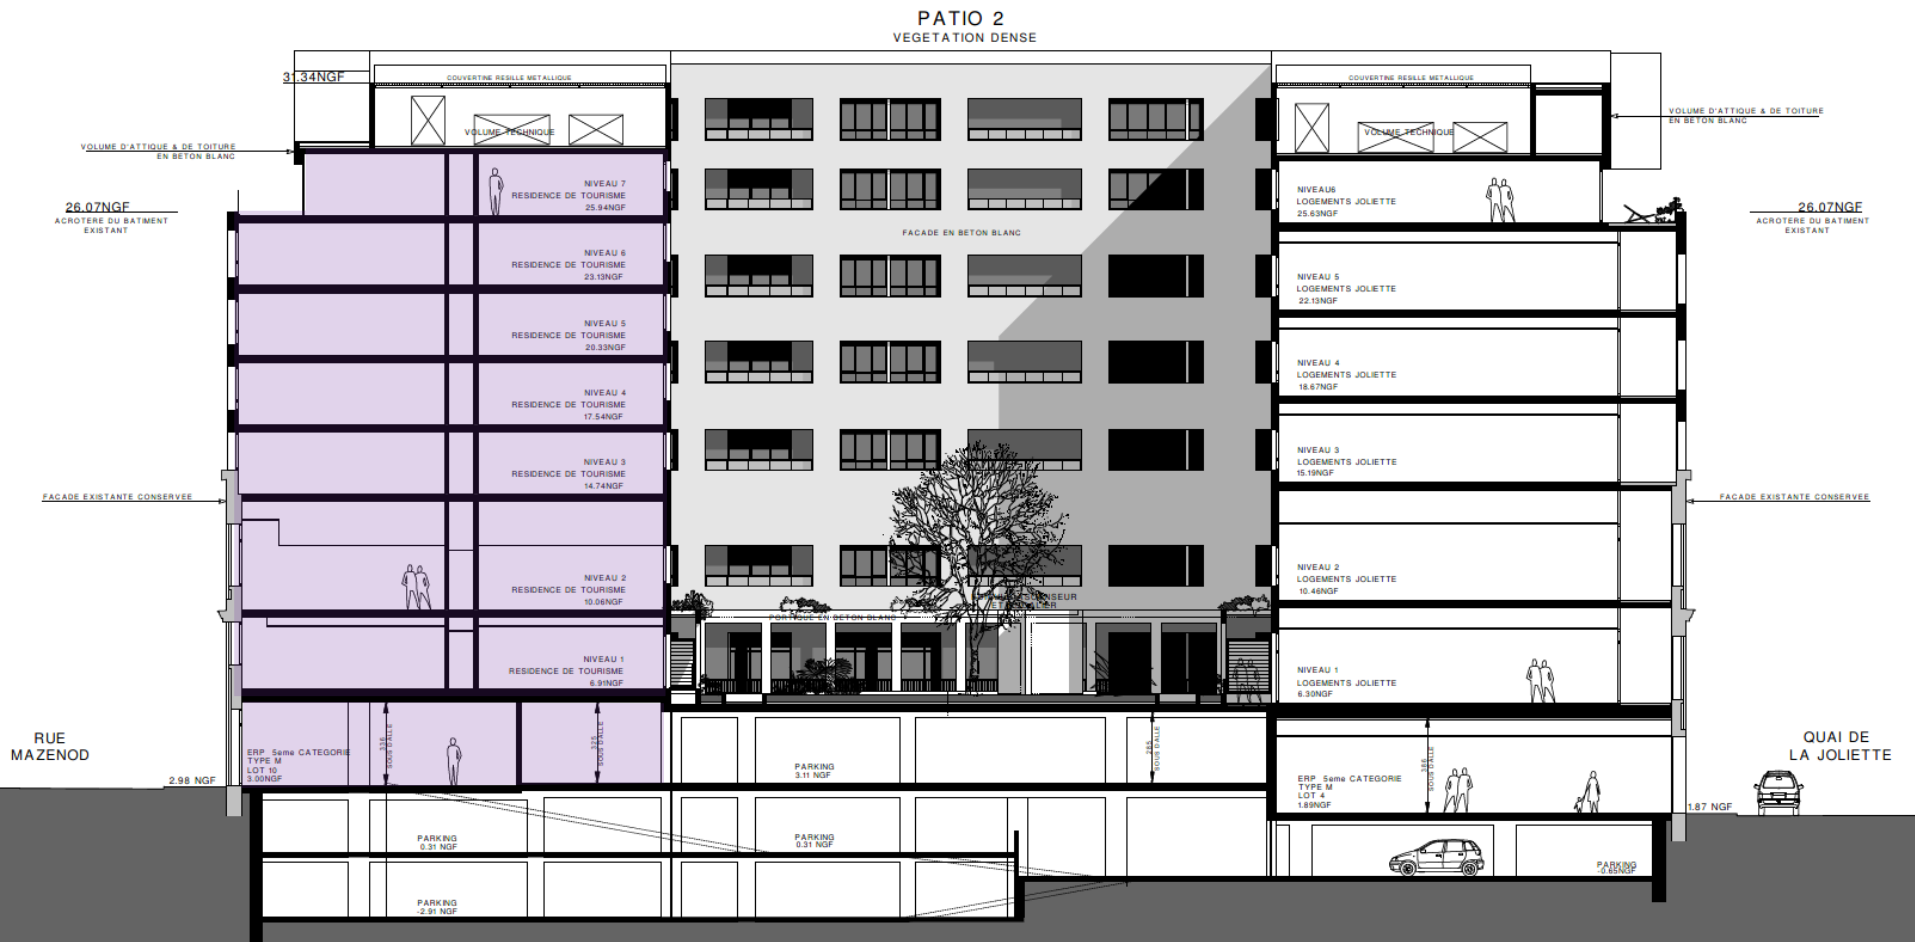 PATIO 2
VEGETATION DENSE
31.34NGF
COUVERTINE RESILLE METALLIQUE
COUVERTINE RESILLE METALLIQUE
VOLUME TECHNIQUE
VOLUME TECHNIQUE
VOLUME D'ATTIQUE & DE TOITURE
EN BETON BLANC
VOLUME D'ATTIQUE & DE TOITURE
EN BETON BLANC
26.07NGF
ACROTERE DU BATIMENT
EXISTANT
26.07NGF
ACROTERE DU BATIMENT
EXISTANT
NIVEAU 7
RESIDENCE DE TOURISME
25.94NGF
NIVEAU6
LOGEMENTS JOLIETTE
25.63NGF
FACADE EN BETON BLANC
NIVEAU 6
RESIDENCE DE TOURISME
23.13NGF
NIVEAU 5
LOGEMENTS JOLIETTE
22.13NGF
NIVEAU 5
RESIDENCE DE TOURISME
20.33NGF
NIVEAU 4
LOGEMENTS JOLIETTE
18.67NGF
NIVEAU 4
RESIDENCE DE TOURISME
17.54NGF
NIVEAU 3
LOGEMENTS JOLIETTE
15.19NGF
NIVEAU 3
RESIDENCE DE TOURISME
14.74NGF
FACADE EXISTANTE CONSERVEE
FACADE EXISTANTE CONSERVEE
NIVEAU 2
RESIDENCE DE TOURISME
10.06NGF
NIVEAU 2
LOGEMENTS JOLIETTE
10.46NGF
PORTIQUE EN BETON BLANC
NIVEAU 1
RESIDENCE DE TOURISME
6.91NGF
NIVEAU 1
LOGEMENTS JOLIETTE
6.30NGF
RUE
MAZENOD
QUAI DE
LA JOLIETTE
2.98 NGF
1.87 NGF
ERP 5eme CATEGORIE
TYPE M
LOT 10
3.00NGF
SOUS DALLE
325
SOUS DALLE
PARKING
3.11 NGF
SOUS DALLE
SOUS DALLE
ERP 5eme CATEGORIE
TYPE M
LOT 4
1.89NGF
PARKING
0.31 NGF
PARKING
0.31 NGF
PARKING
-0.65NGF
PARKING
-2.91 NGF